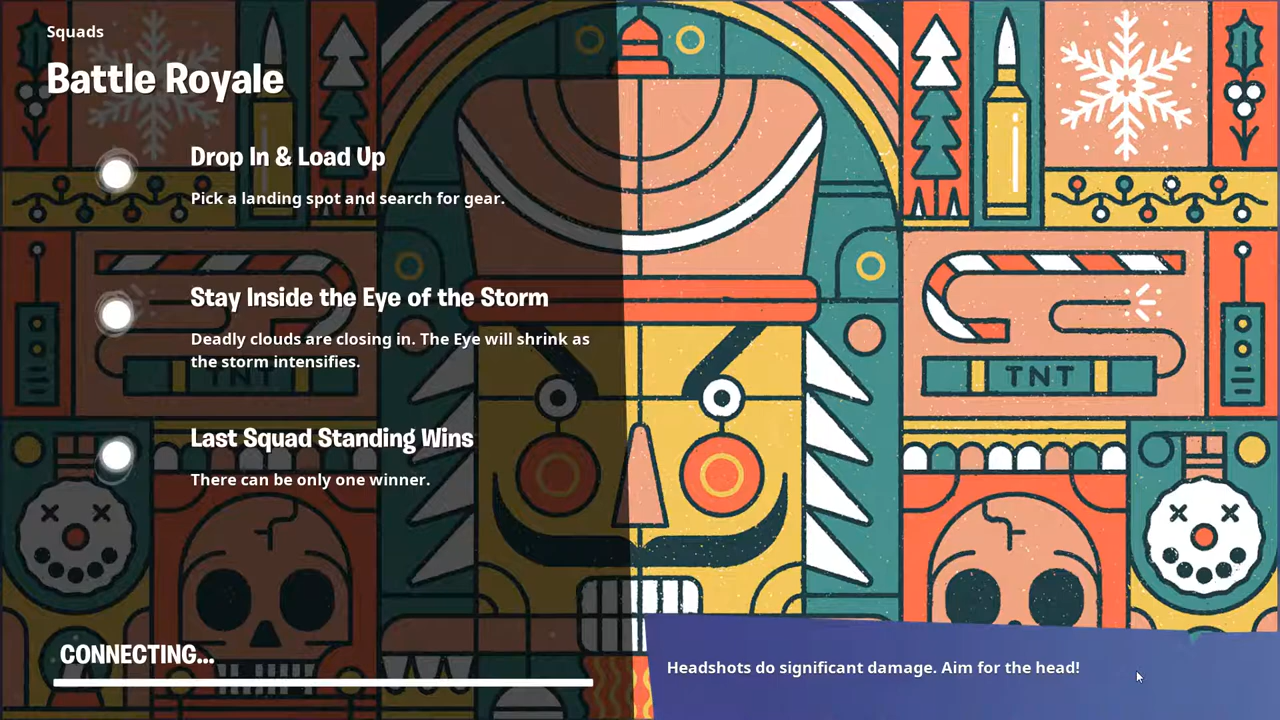 Squads
Battle Royale
Drop In & Load Up
Pick a landing spot and search for gear.
Stay Inside the Eye of the Storm
Deadly clouds are closing in. The Eye will shrink as
the storm intensifies.
TNT
TNT
Last Squad Standing Wins
There can be only one winner.
CONNECTING...
Headshots do significant damage. Aim for the head!